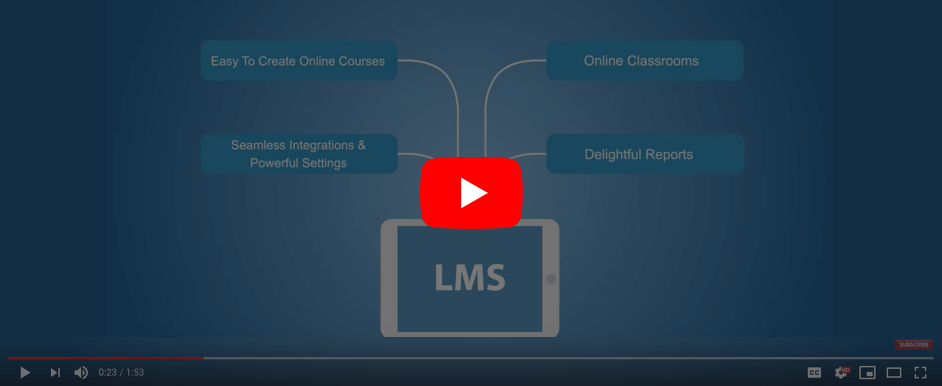 Easy To Create Online Courses
Online Classrooms
Seamless Integrations &
Powerful Settings
Delightful Reports
LMS
SUBSCRIBE
0:23 / 1:53
CC
HD